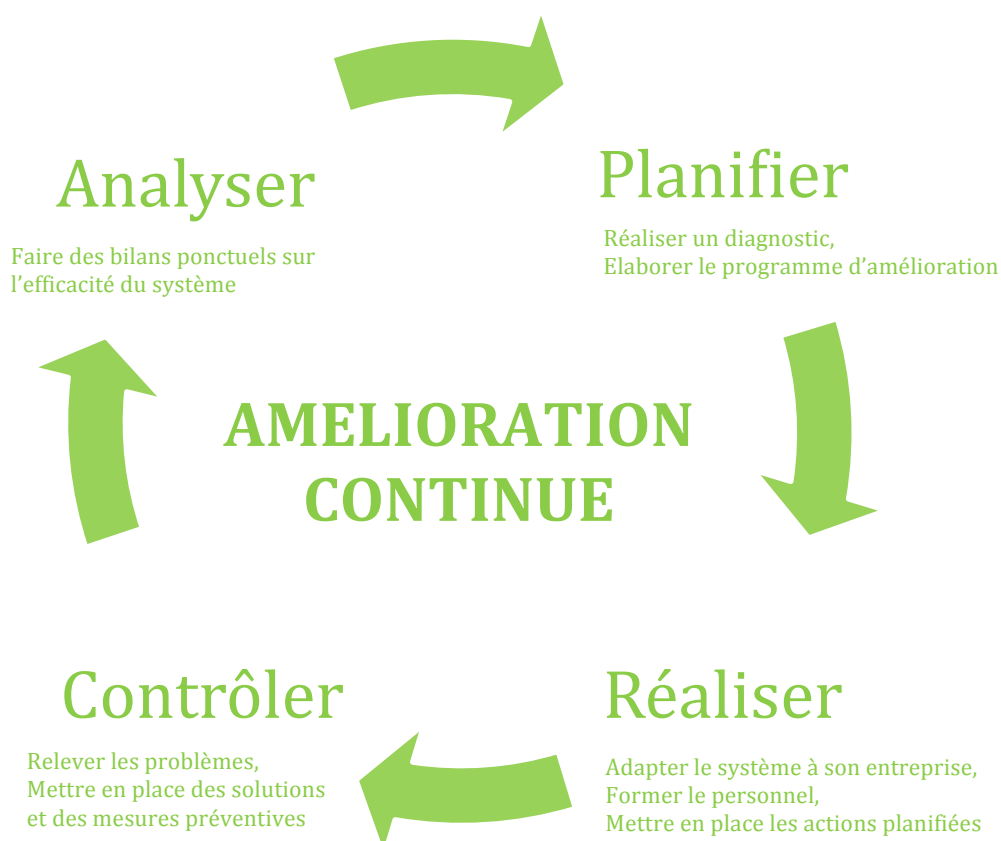 Analyser
Faire des bilans ponctuels sur
l’efficacité du système
Planifier
Réaliser un diagnostic,
Elaborer le programme d’amélioration
AMELIORATION
CONTINUE
Contrôler
Relever les problèmes,
Mettre en place des solutions
et des mesures préventives
Réaliser
Adapter le système à son entreprise,
Former le personnel,
Mettre en place les actions planifiées